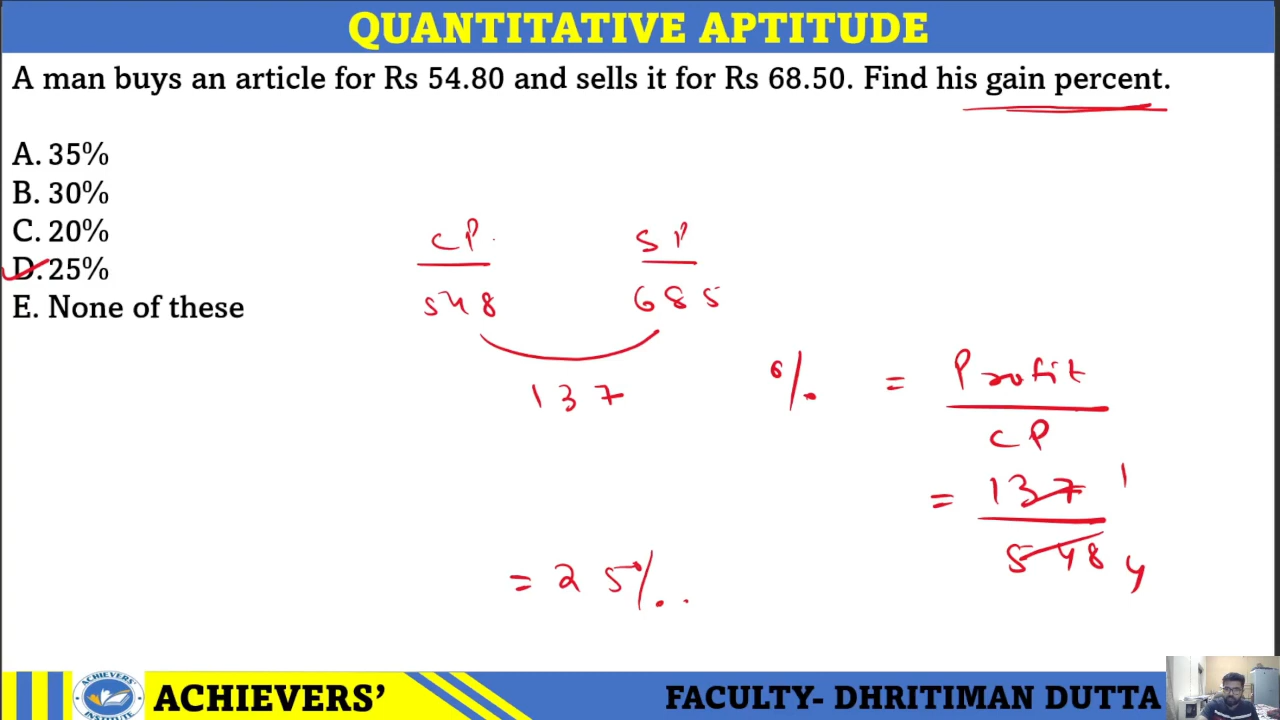 QUANTITATIVE APTITUDE
A man buys an article for Rs 54.80 and sells it for Rs 68.50. Find his gain percent.
A. 35%
B. 30%
C. 20%
D. 25%
E. None of these
CP SP
548 685
137
% = Profit
CP
= 137 1
548 4
= 25%.
ACHIEVERS'
INSTITUTE
ACHIEVERS’
FACULTY- DHRITIMAN DUTTA